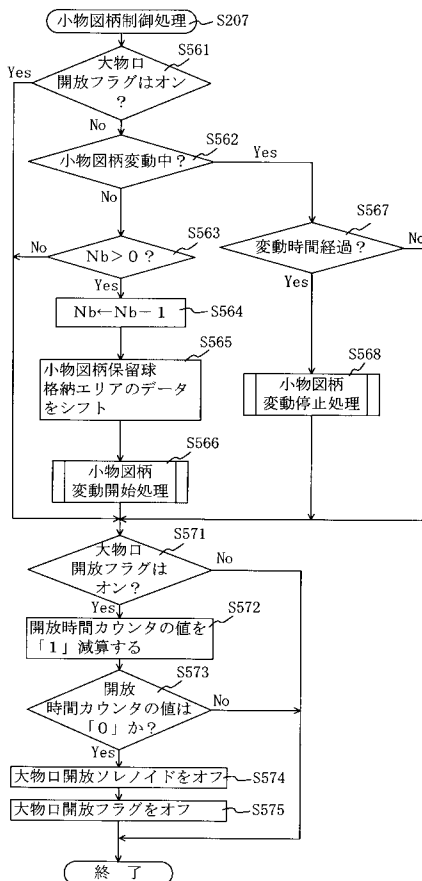 小物図柄制御処理
S207
S561
大物口
開放フラグはオン
?
Yes
No
S562
小物図柄変動中?
Yes
No
S563
Nb>0?
No
Yes
S567
変動時間経過?
No
Yes
Nb←Nb-1
S564
S565
小物図柄保留球
格納エリアのデータ
をシフト
S568
小物図柄
変動停止処理
S566
小物図柄
変動開始処理
S571
大物口
開放フラグは
オン?
No
Yes
S572
開放時間カウンタの値を
「1」減算する
S573
開放
時間カウンタの値は
「0」か?
No
Yes
大物口開放ソレノイドをオフ
S574
大物口開放フラグをオフ
S575
終 了